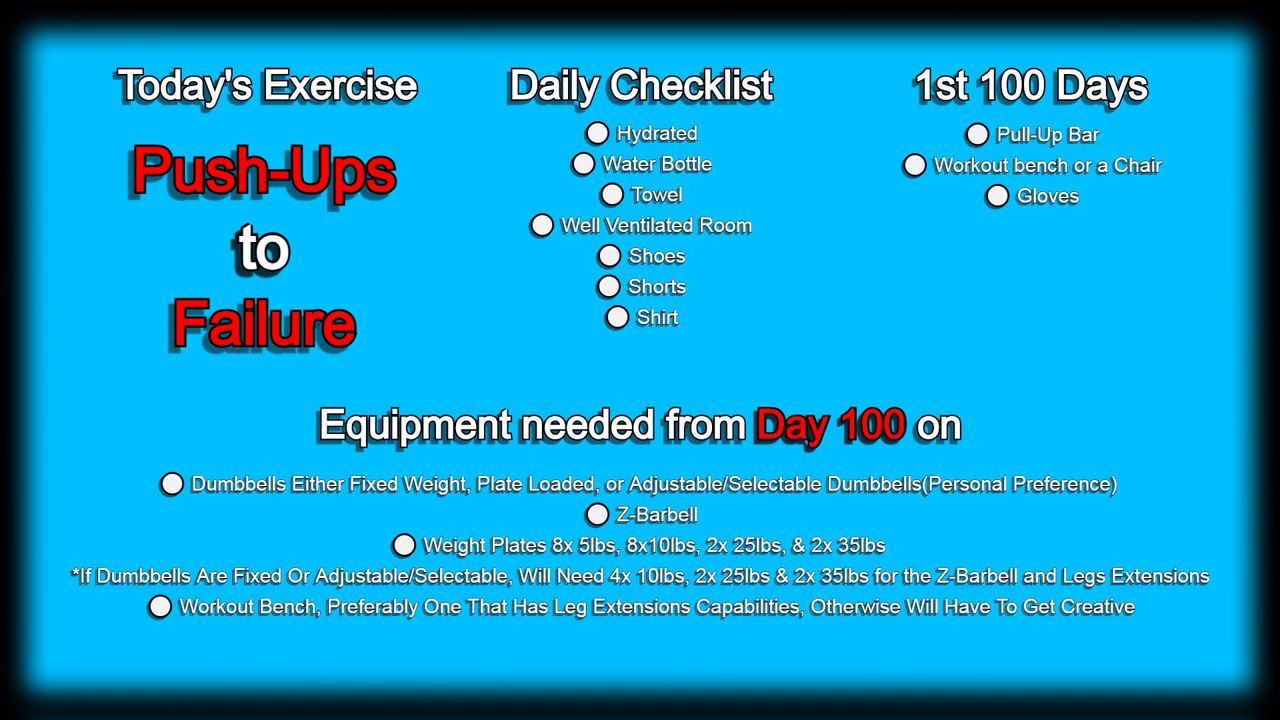 Today's Exercise
Push-Ups
to
Failure
Daily Checklist
Hydrated
Water Bottle
Towel
Well Ventilated Room
Shoes
Shorts
Shirt
1st 100 Days
Pull-Up Bar
Workout bench or a Chair
Gloves
Equipment needed from Day 100 on
Dumbbells Either Fixed Weight, Plate Loaded, or Adjustable/Selectable Dumbbells(Personal Preference)
Z-Barbell
Weight Plates 8x 5lbs, 8x10lbs, 2x 25lbs, & 2x 35lbs
*If Dumbbells Are Fixed Or Adjustable/Selectable, Will Need 4x 10lbs, 2x 25lbs & 2x 35lbs for the Z-Barbell and Legs Extensions
Workout Bench, Preferably One That Has Leg Extensions Capabilities, Otherwise Will Have To Get Creative